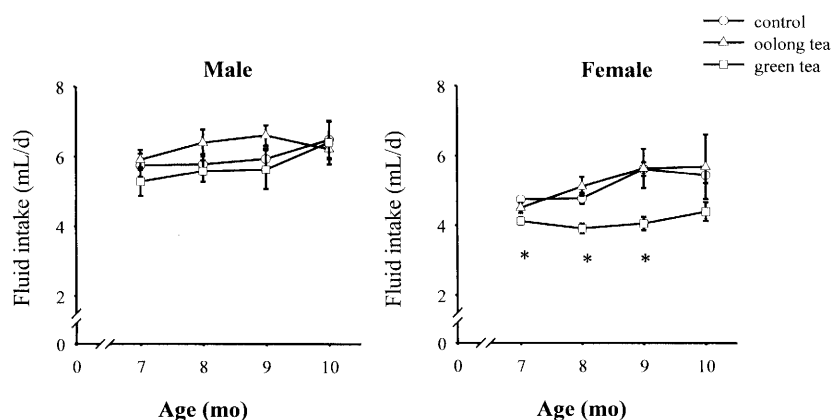 control
oolong tea
green tea
Male
Female
8
6
4
2
0
Fluid intake (mL/d)
0
7
8
9
10
Age (mo)
8
6
4
2
0
Fluid intake (mL/d)
* * *
0
7
8
9
10
Age (mo)